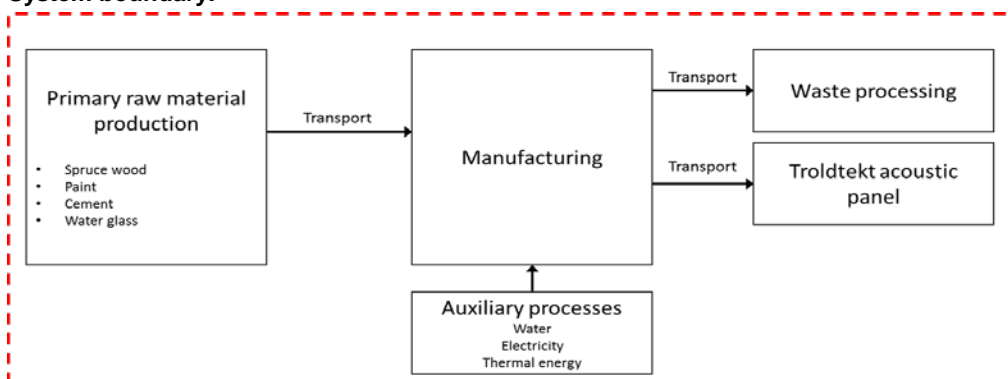 System boundary:
Primary raw material
production
• Spruce wood
• Paint
• Cement
• Water glass
Transport
Manufacturing
Transport
Waste processing
Transport
Troldtekt acoustic
panel
Auxiliary processes
Water
Electricity
Thermal energy